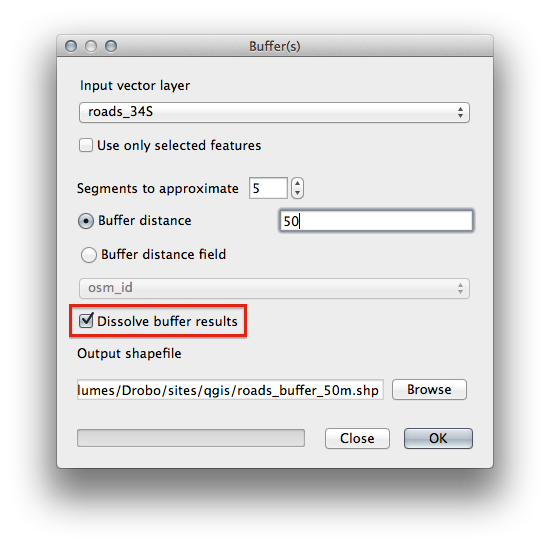 Buffer(s)
Input vector layer
roads_34S
Use only selected features
Segments to approximate 5
Buffer distance 50
Buffer distance field
osm_id
Dissolve buffer results
Output shapefile
lumes/Drobo/sites/qgis/roads_buffer_50m.shp Browse
Close OK